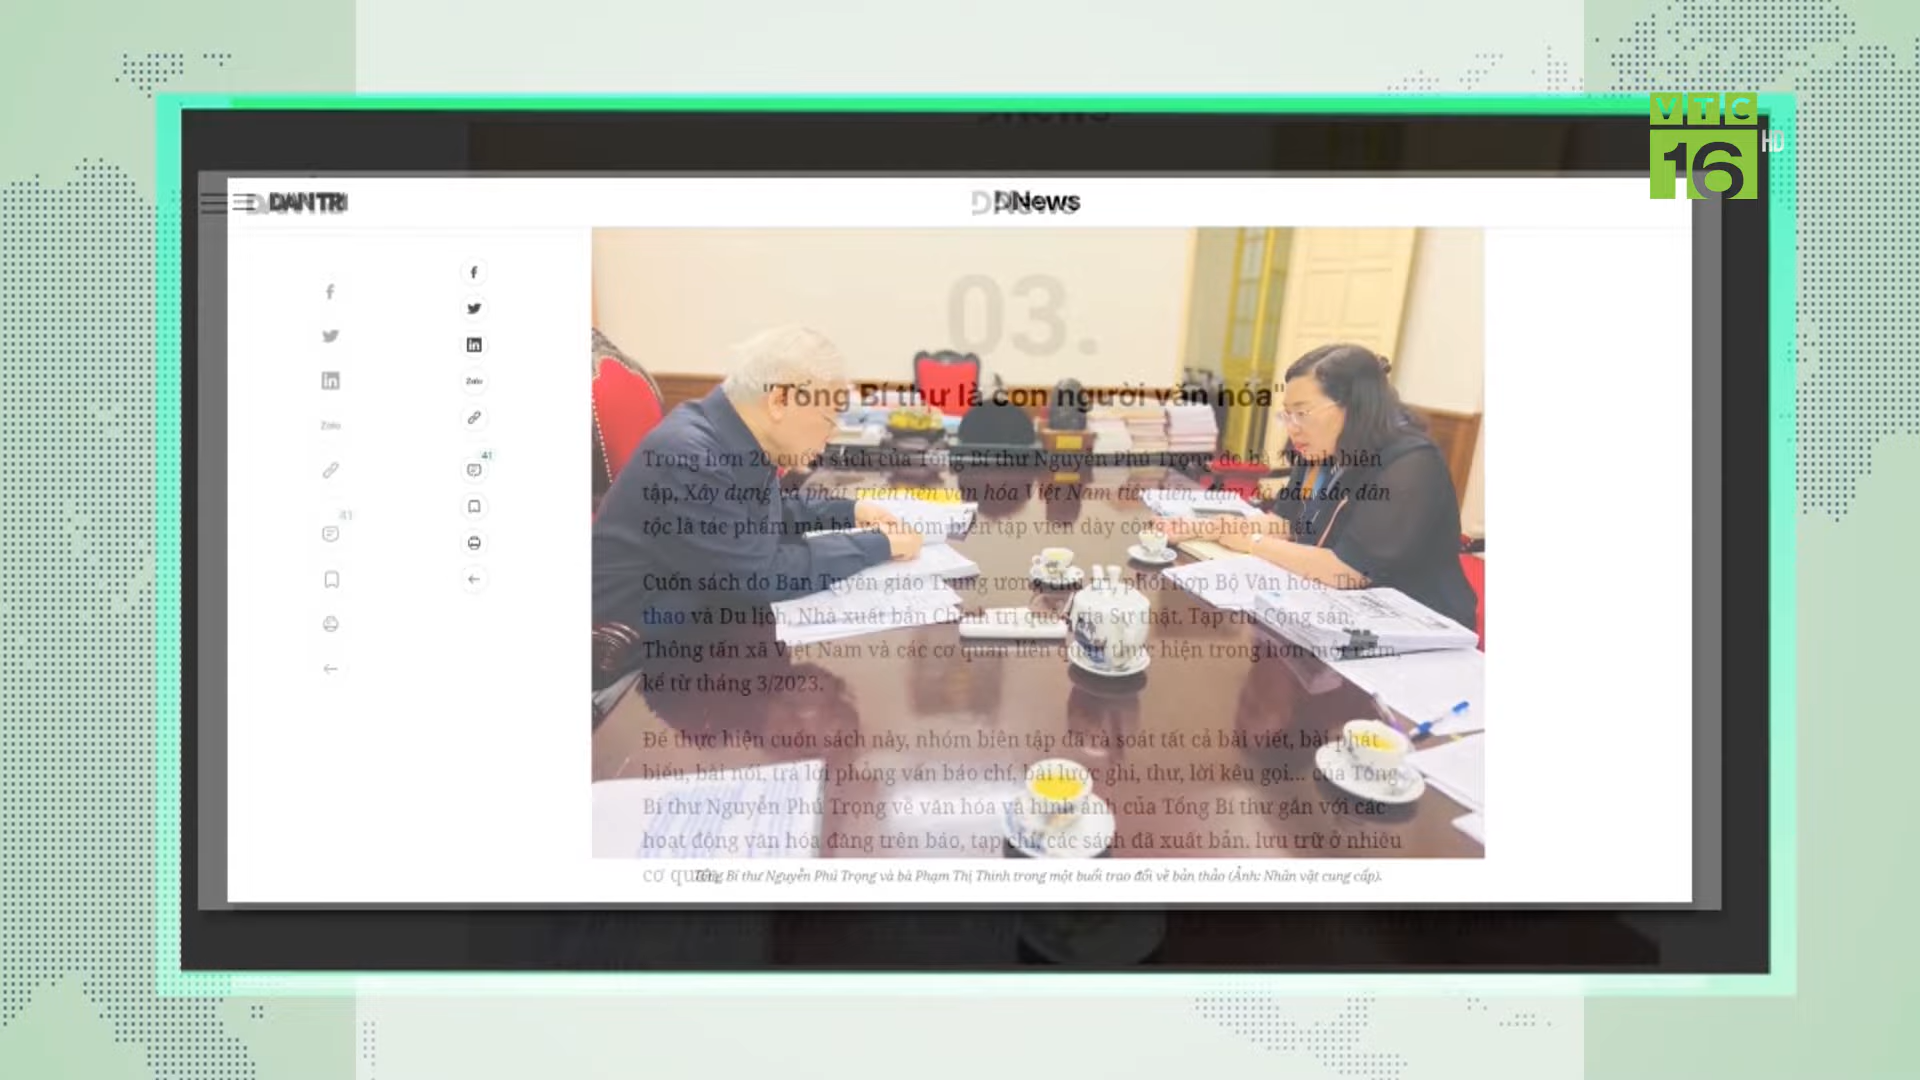 VTC
16
HD
DANTRI
DNews
03.
"Tổng Bí thư là con người văn hóa"
Trong hơn 20 cuốn sách của Tổng Bí thư Nguyễn Phú Trọng do bà Thinh biên
tập, Xây dựng và phát triển nền văn hóa Việt Nam tiên tiến, đậm đà bản sắc dân
tộc là tác phẩm mà bà và nhóm biên tập viên dày công thực hiện nhất.
Cuốn sách do Ban Tuyên giáo Trung ương chủ trì, phối hợp Bộ Văn hóa, Thể
thao và Du lịch, Nhà xuất bản Chính trị quốc gia Sự thật, Tạp chí Cộng sản,
Thông tấn xã Việt Nam và các cơ quan liên quan thực hiện trong hơn một năm,
kể từ tháng 3/2023.
Để thực hiện cuốn sách này, nhóm biên tập đã rà soát tất cả bài viết, bài phát
biểu, bài nói, trả lời phỏng vấn báo chí, bài lược ghi, thư, lời kêu gọi... của Tổng
Bí thư Nguyễn Phú Trọng về văn hóa và hình ảnh của Tổng Bí thư gắn với các
hoạt động văn hóa đăng trên báo, tạp chí, các sách đã xuất bản, lưu trữ ở nhiều
cơ
Tổng Bí thư Nguyễn Phú Trọng và bà Phạm Thị Thinh trong một buổi trao đổi về bản thảo (Ảnh: Nhân vật cung cấp).
Zalo
41
Zalo
41